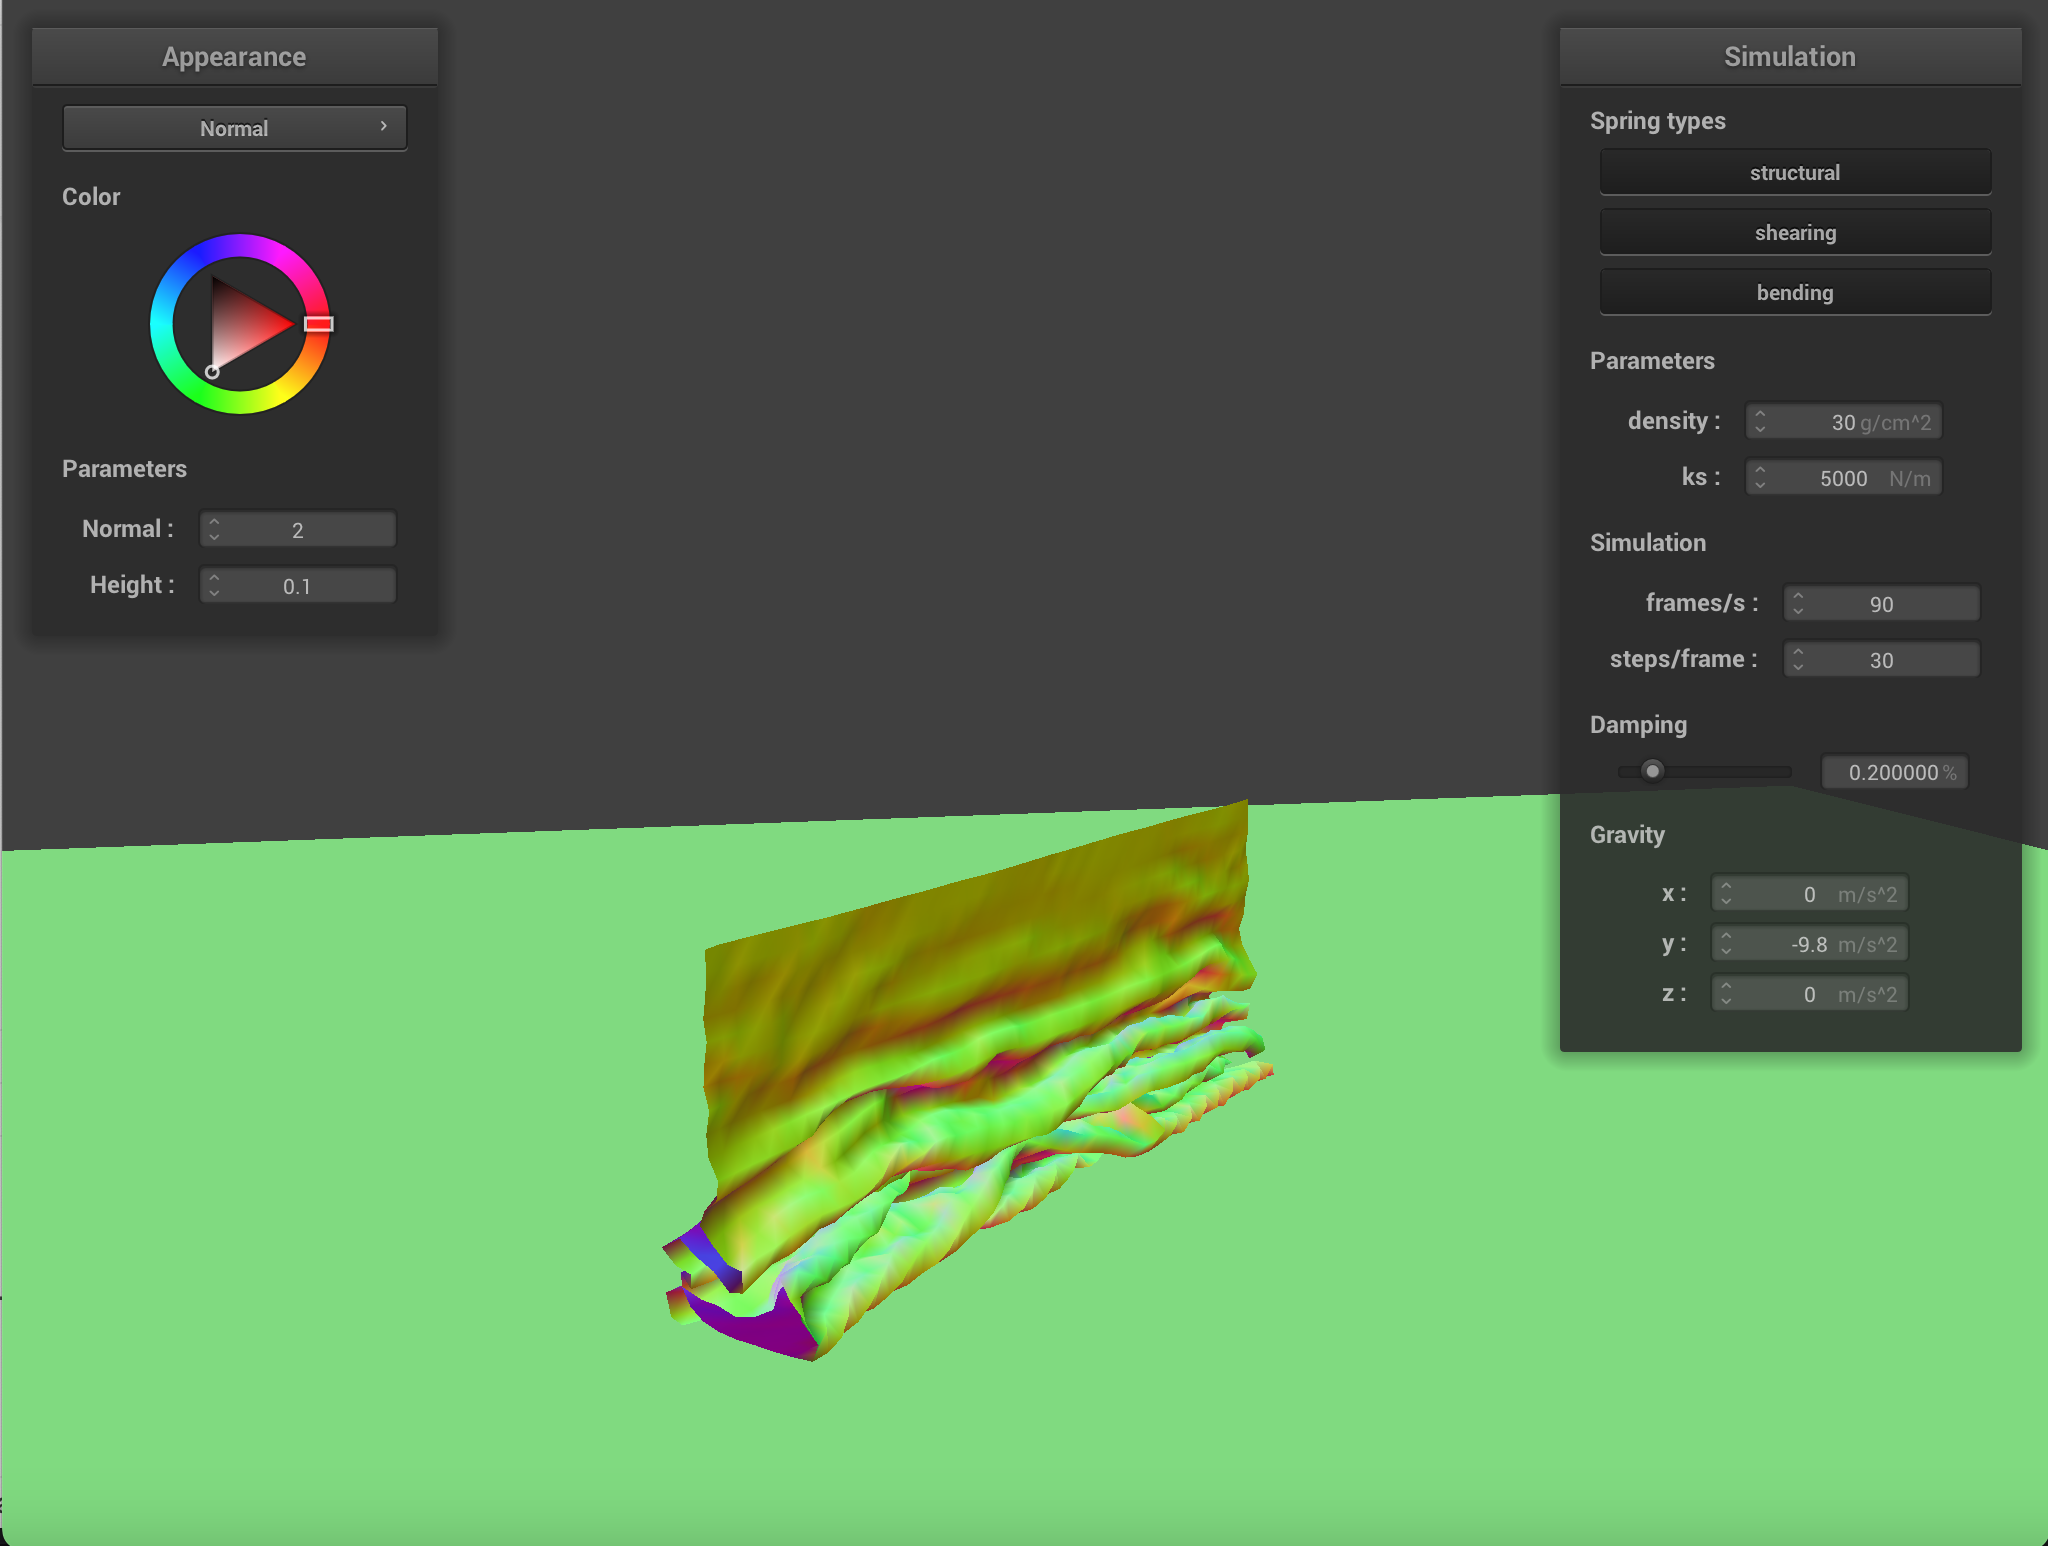 Appearance
Normal
Color
Parameters
Normal : 2
Height : 0.1
Simulation
Spring types
structural
shearing
bending
Parameters
density : 30 g/cm^2
ks : 5000 N/m
Simulation
frames/s : 90
steps/frame : 30
Damping
0.200000 %
Gravity
x : 0 m/s^2
y : -9.8 m/s^2
z : 0 m/s^2